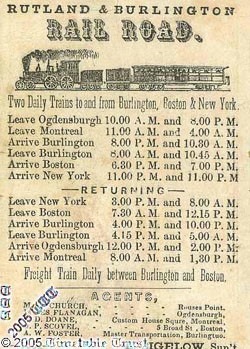 RUTLAND & BURLINGTON
RAIL ROAD.
Two Daily Trains to and from Burlington, Boston & New York.
Leave Ogdensburgh 10.00 A. M. and 8.00 P. M.
Leave Montreal 11.00 A. M. and 4.00 A. M.
Arrive Burlington 8.00 P. M. and 10.30 A. M.
Leave Burlington 8.00 A. M. and 10.45 A. M.
Arrive Boston 6.30 P. M. and 7.00 P. M.
Arrive New York 11.00 P. M. and 11.00 P. M
RETURNING
Leave New York 3.00 P. M. and 8.00 A. M.
Leave Boston 7.30 A. M. and 12.15 P. M.
Arrive Burlington 8.00 A. M. and 10.00 P. M.
Leave Burlington 4.15 P. M. and 5.00 A. M.
Arrive Ogdensburgh 12.00 P. M. and 2.00 P. M.
Arrive Montreal 8.00 A. M. and 1.30 P. M.
Freight Train Daily between Burlington and Boston.
AGENTS,
CHURCH, Rouses Point.
FLANAGAN, Ogdensburgh,
DOANE, Custom House Square, Montreal.
P. SCOVEL, 5 Broad St, Boston,
W. POSTER, Master Transportation, Burlington.
BIGELOW Sup't
©2005
2005